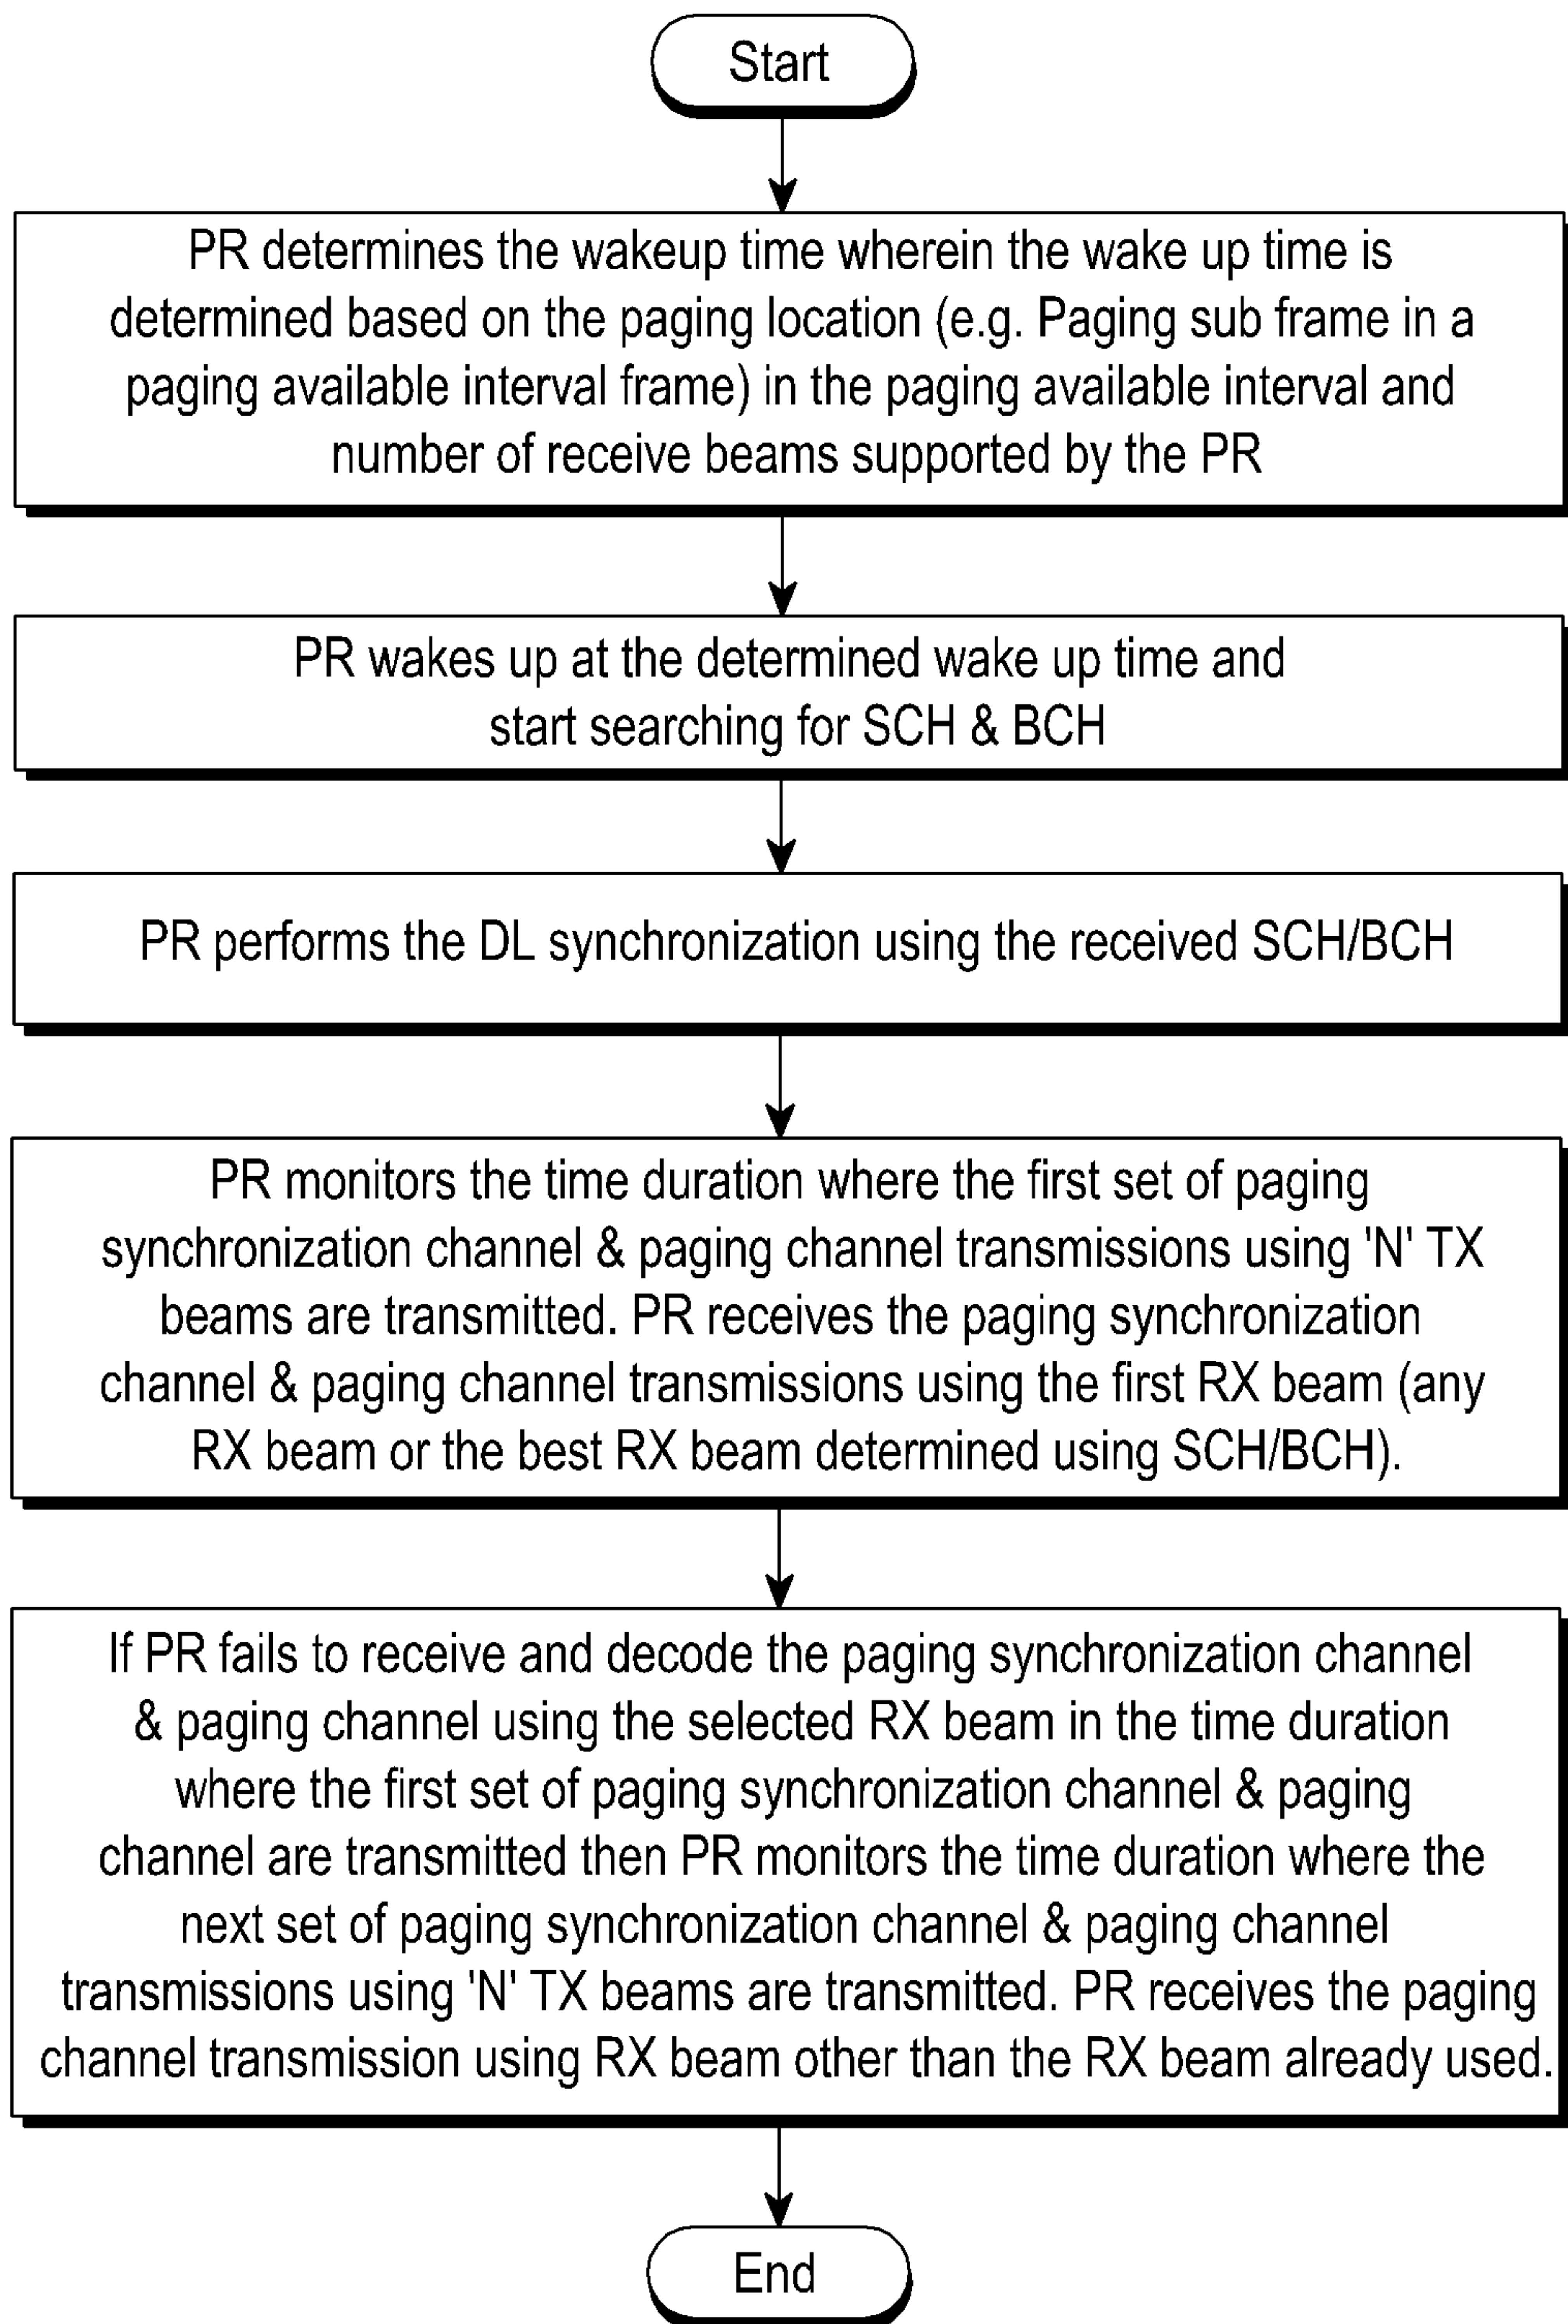 Start
PR determines the wakeup time wherein the wake up time is
determined based on the paging location (e.g. Paging sub frame in a
paging available interval frame) in the paging available interval and
number of receive beams supported by the PR
PR wakes up at the determined wake up time and
start searching for SCH & BCH
PR performs the DL synchronization using the received SCH/BCH
PR monitors the time duration where the first set of paging
synchronization channel & paging channel transmissions using 'N' TX
beams are transmitted. PR receives the paging synchronization
channel & paging channel transmissions using the first RX beam (any
RX beam or the best RX beam determined using SCH/BCH).
If PR fails to receive and decode the paging synchronization channel
& paging channel using the selected RX beam in the time duration
where the first set of paging synchronization channel & paging
channel are transmitted then PR monitors the time duration where the
next set of paging synchronization channel & paging channel
transmissions using 'N' TX beams are transmitted. PR receives the paging
channel transmission using RX beam other than the RX beam already used.
End